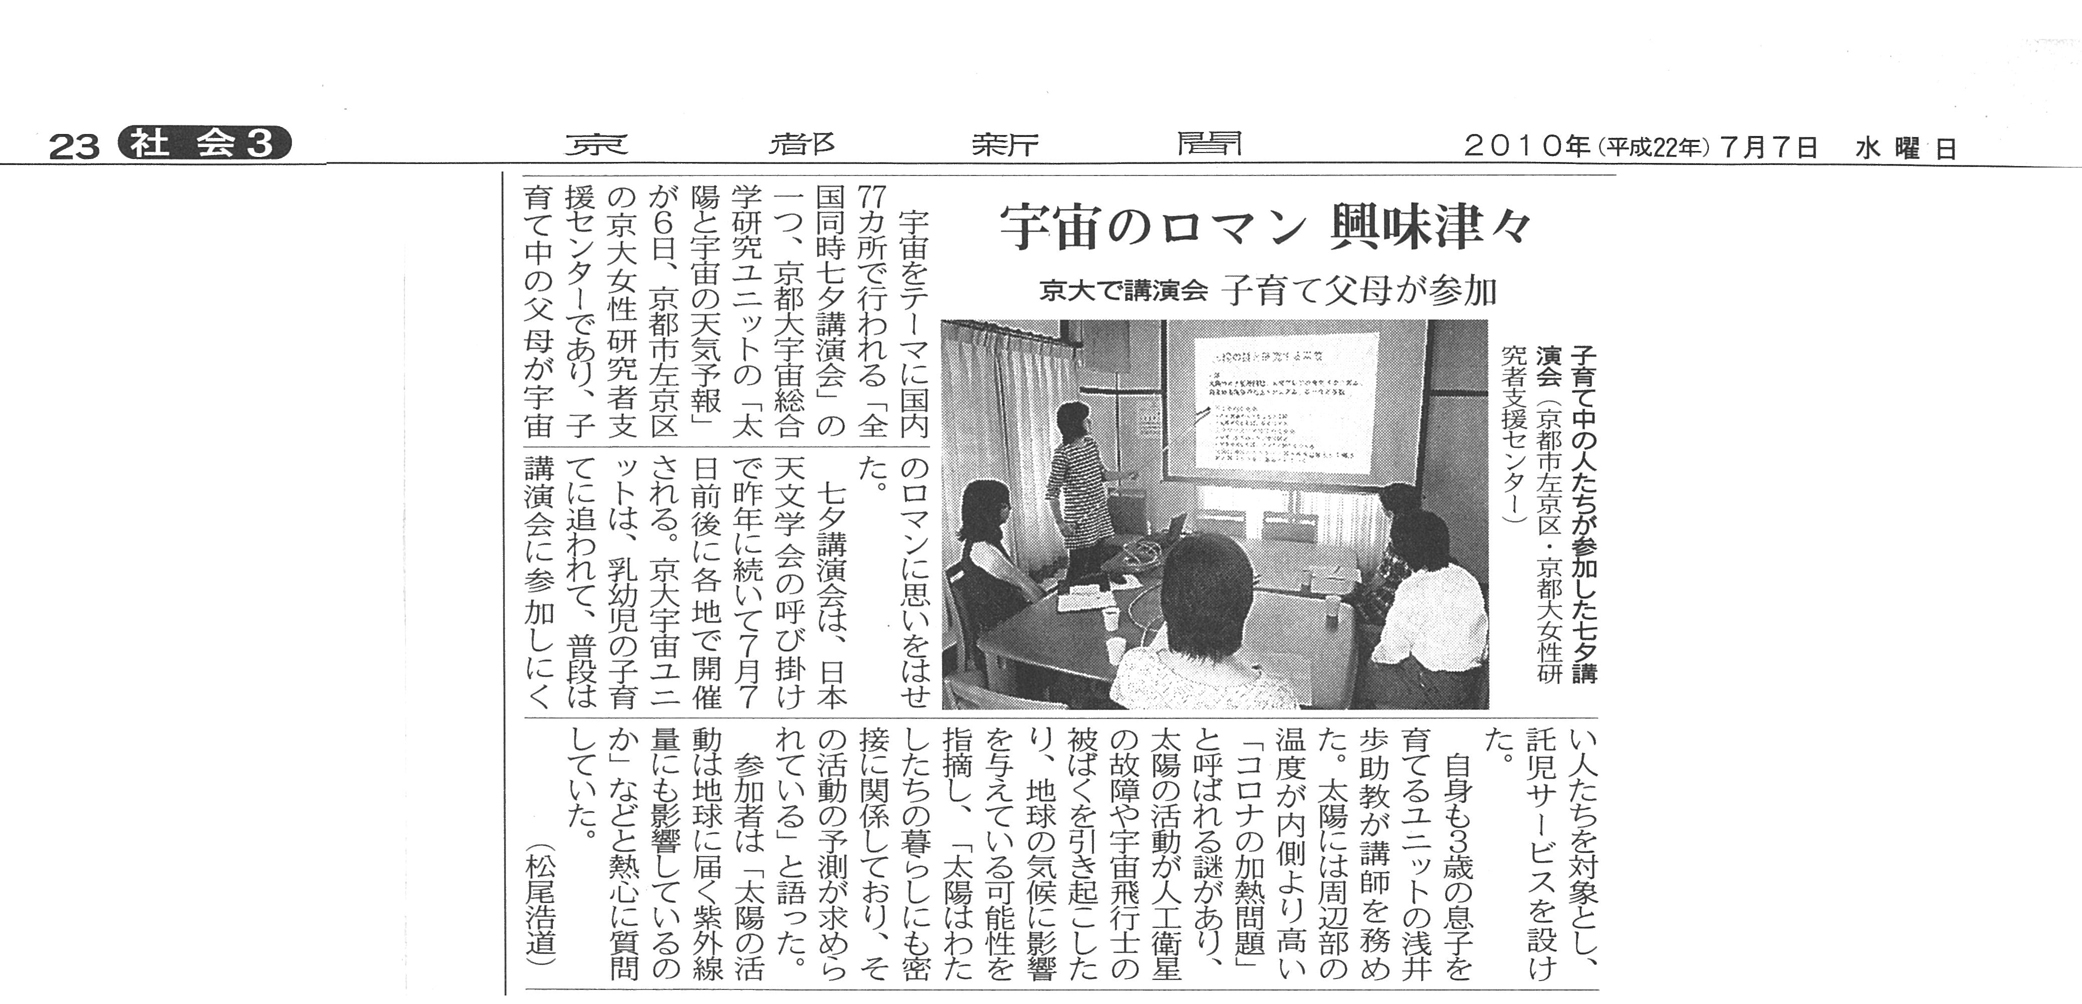 23 社会3
京都新聞
2010年(平成22年)7月7日 水曜日
宇宙のロマン 興味津々
京大で講演会 子育て父母が参加
子育て中の人たちが参加した七夕講
演会(京都市左京区・京都大女性研
究者支援センター)
宇宙をテーマに国内
77カ所で行われる「全
国同時七夕講演会」の
一つ、京都大宇宙総合
学研究ユニットの「太
陽と宇宙の天気予報」
が6日、京都市左京区
の京大女性研究者支
援センターであり、子
育て中の父母が宇宙
のロマンに思いをはせ
た。
七夕講演会は、日本
天文学会の呼び掛け
で昨年に続いて7月7
日前後に各地で開催
される。京大宇宙ユニ
ットは、乳幼児の子育
てに追われて、普段は
講演会に参加しにく
い人たちを対象とし、
託児サービスを設け
た。
自身も3歳の息子を
育てるユニットの浅井
歩助教が講師を務め
た。太陽には周辺部の
温度が内側より高い
「コロナの加熱問題」
と呼ばれる謎があり、
太陽の活動が人工衛星
の故障や宇宙飛行士の
被ばくを引き起こした
り、地球の気候に影響
を与えている可能性を
指摘し、「太陽はわた
したちの暮らしにも密
接に関係しており、そ
の活動の予測が求めら
れている」と語った。
参加者は「太陽の活
動は地球に届く紫外線
量にも影響しているの
か」などと熱心に質問
していた。
(松尾浩道)